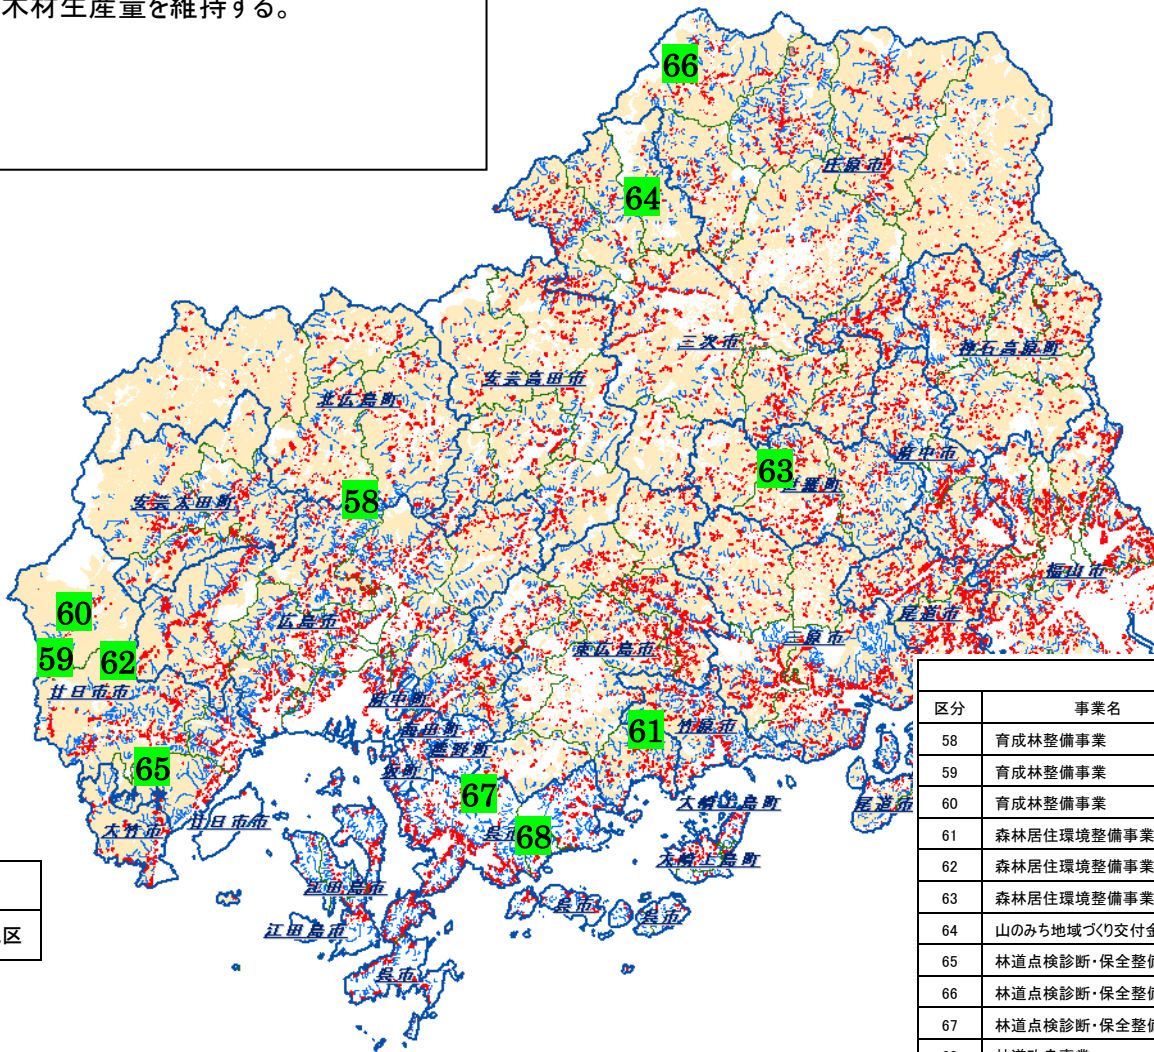 木材生産量を維持する。
66
庄原市
64
三次市
神石高原町
安芸高田市
北広島町
府中市
63
世羅町
58
安芸太田町
福山市
60
広島市
尾道市
三原市
59
62
東広島市
廿日市市
府中町
海田町
61
竹原市
熊野町
坂町
65
67
呉市
68
大崎上島町
尾道市
大竹市
廿日市市
大崎上島町
江田島市
呉市
呉市
江田島市
呉市
区
区分 事業名
58 育成林整備事業
59 育成林整備事業
60 育成林整備事業
61 森林居住環境整備事業
62 森林居住環境整備事業
63 森林居住環境整備事業
64 山のみち地域づくり交付金
65 林道点検診断・保全整備
66 林道点検診断・保全整備
67 林道点検診断・保全整備